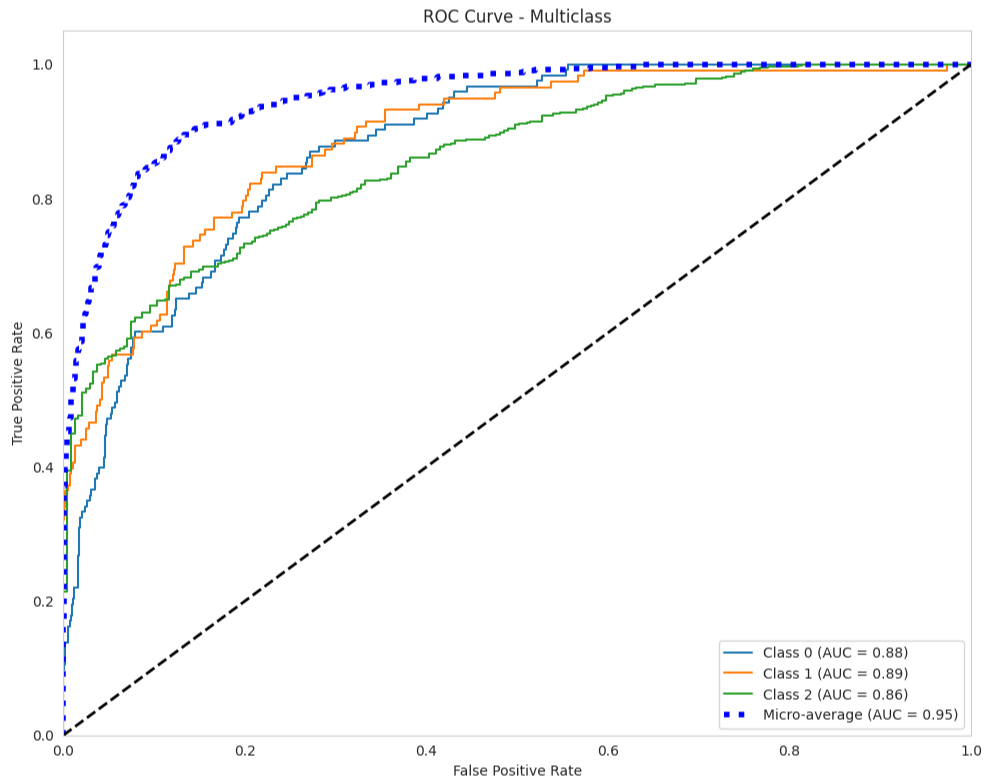 ROC Curve - Multiclass
1.0
0.8
0.6
0.4
0.2
0.0
True Positive Rate
0.0
0.2
0.4
0.6
0.8
1.0
False Positive Rate
Class 0 (AUC = 0.88)
Class 1 (AUC = 0.89)
Class 2 (AUC = 0.86)
Micro-average (AUC = 0.95)